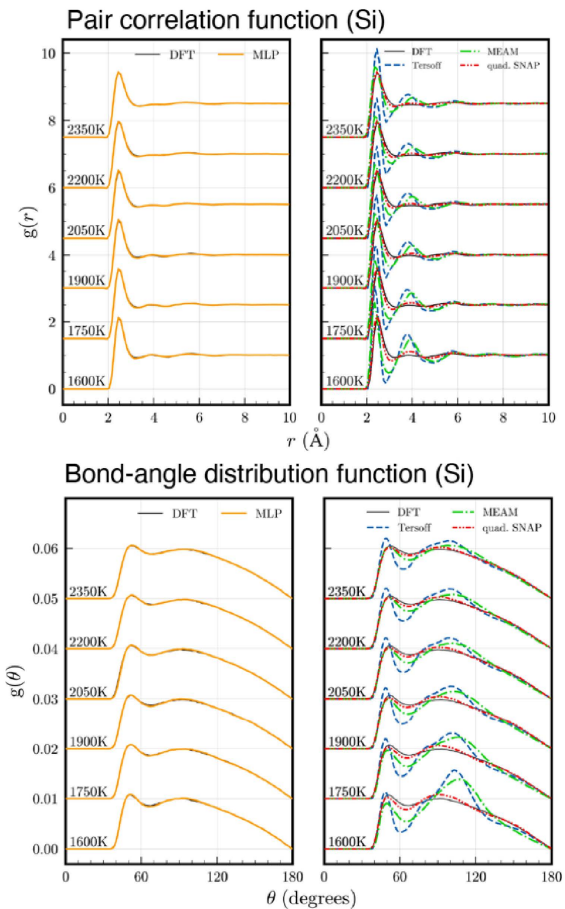 Pair correlation function (Si)
DFT MLP
DFT MEAM
Tersoff quad. SNAP
g(r)
10
8
6
4
2
0
2350K
2200K
2050K
1900K
1750K
1600K
2350K
2200K
2050K
1900K
1750K
1600K
0 2 4 6 8 10
0 2 4 6 8 10
r (Å)
Bond-angle distribution function (Si)
DFT MLP
DFT MEAM
Tersoff quad. SNAP
g(θ)
0.06
0.05
0.04
0.03
0.02
0.01
0.00
2350K
2200K
2050K
1900K
1750K
1600K
2350K
2200K
2050K
1900K
1750K
1600K
0 60 120 180
0 60 120 180
θ (degrees)